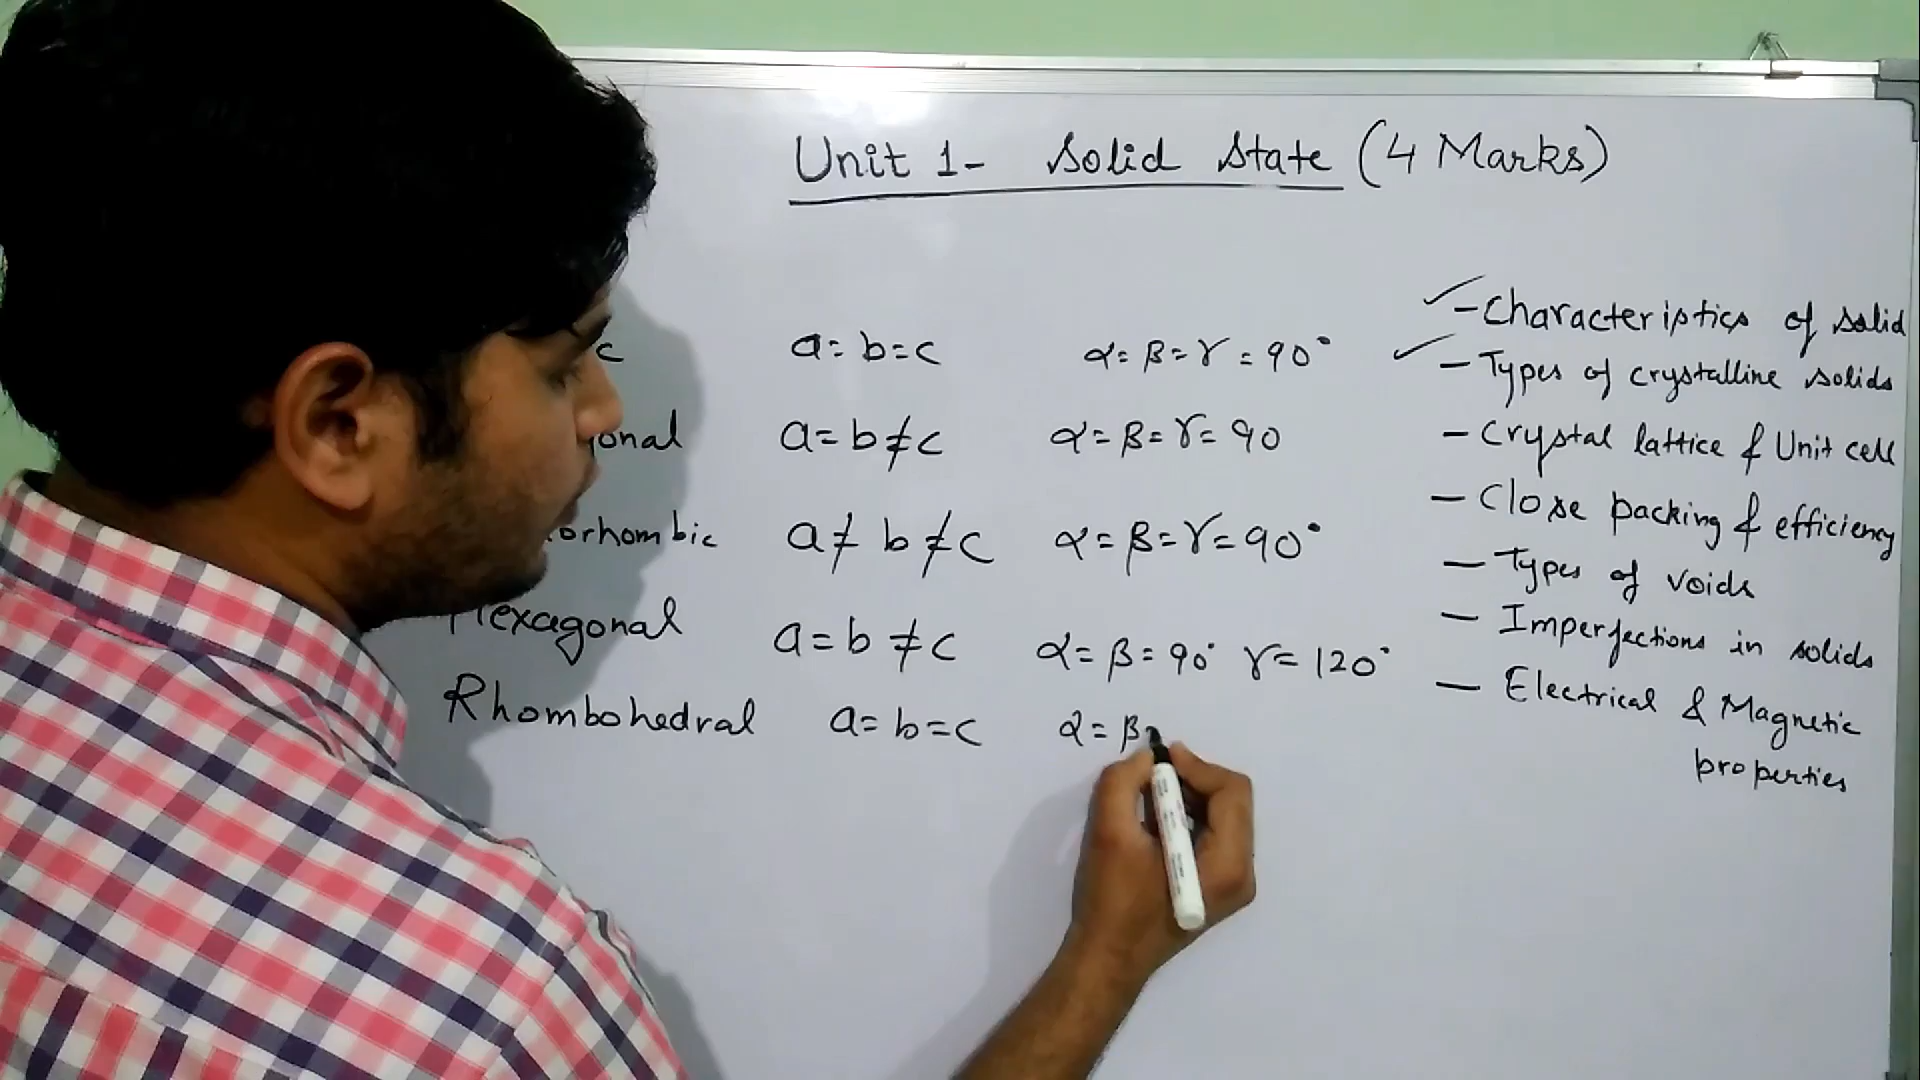 Unit 1- Solid State (4 Marks)
c a=b=c α=β=γ=90°
onal a=b≠c α=β=γ=90
orhombic a≠b≠c α=β=γ=90°
Hexagonal a=b≠c α=β=90° γ=120°
Rhombohedral a=b=c α=β=
- Characteristics of solid
- Types of crystalline solids
- Crystal lattice & Unit cell
- Close packing & efficiency
- Types of voids
- Imperfections in solids
- Electrical & Magnetic
properties